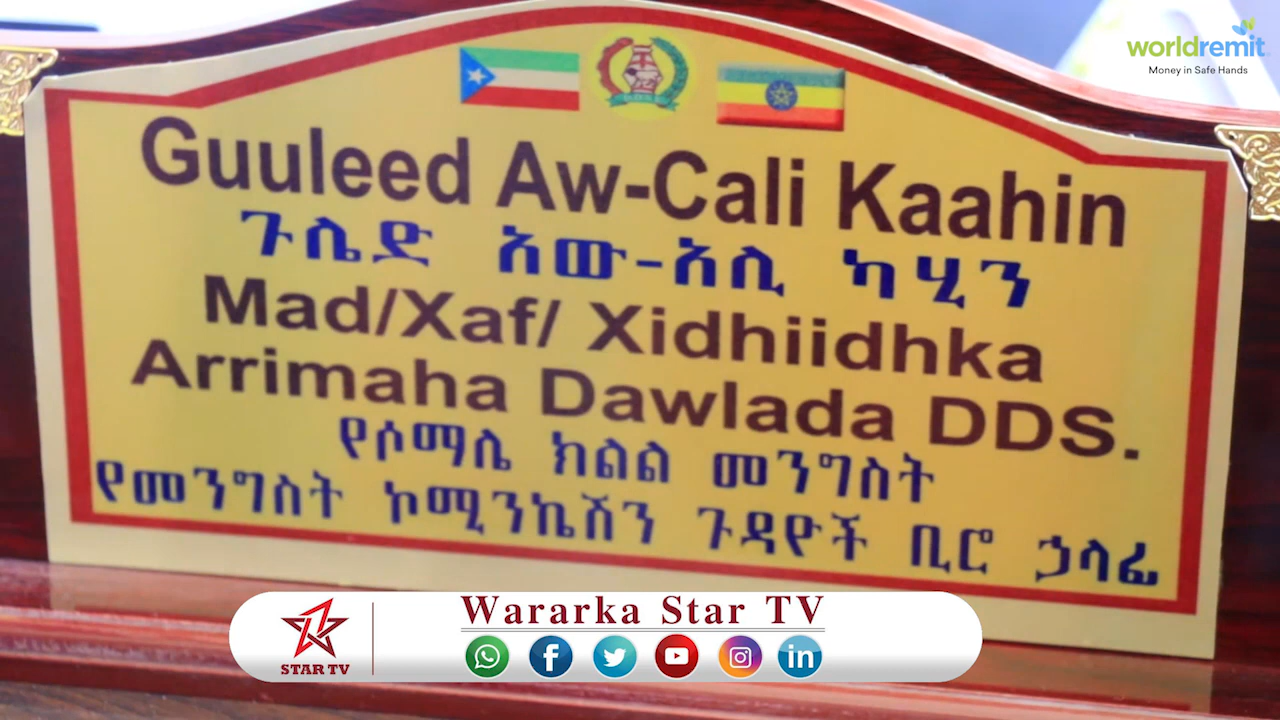 worldremit
Money in Safe Hands
Guuleed Aw-Cali Kaahin
ጉሌድ አው-አሊ ካሂን
Mad/Xaf/ Xidhiidhka
Arrimaha Dawlada DDS.
የሶማሌ ክልል መንግስት
የመንግስት ኮሚንኬሽን ጉዳዮች ቢሮ ኃላፊ
Wararka Star TV
STAR TV